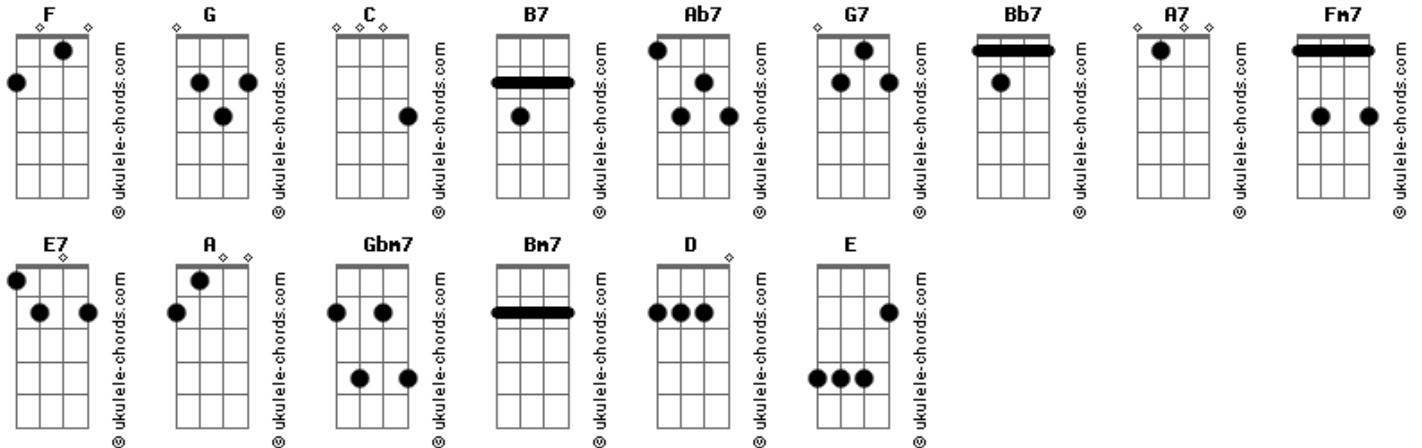 F G C B7 Ab7 G7 Bb7 A7 Fm7
© ukulele-chords.com © ukulele-chords.com © ukulele-chords.com © ukulele-chords.com © ukulele-chords.com © ukulele-chords.com © ukulele-chords.com © ukulele-chords.com © ukulele-chords.com
E7 A Gbm7 Bm7 D E
© ukulele-chords.com © ukulele-chords.com © ukulele-chords.com © ukulele-chords.com © ukulele-chords.com © ukulele-chords.com